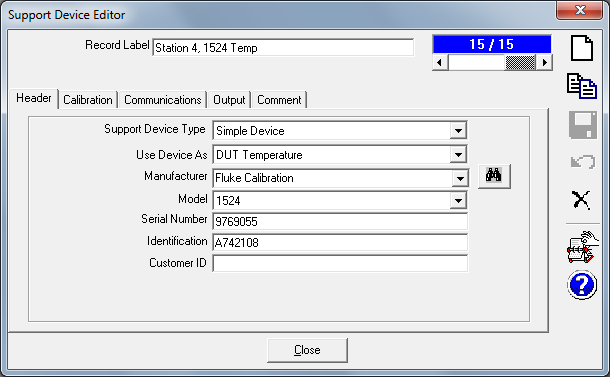 Support Device Editor
Record Label Station 4, 1524 Temp
15 / 15
Header Calibration Communications Output Comment
Support Device Type Simple Device
Use Device As DUT Temperature
Manufacturer Fluke Calibration
Model 1524
Serial Number 9769055
Identification A742108
Customer ID
Close